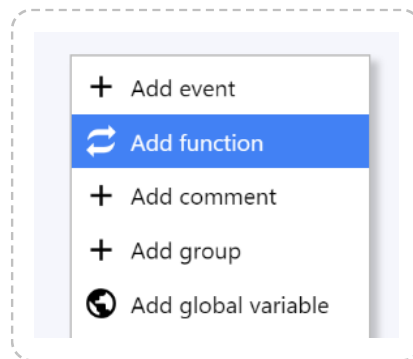 Add event
Add function
Add comment
Add group
Add global variable